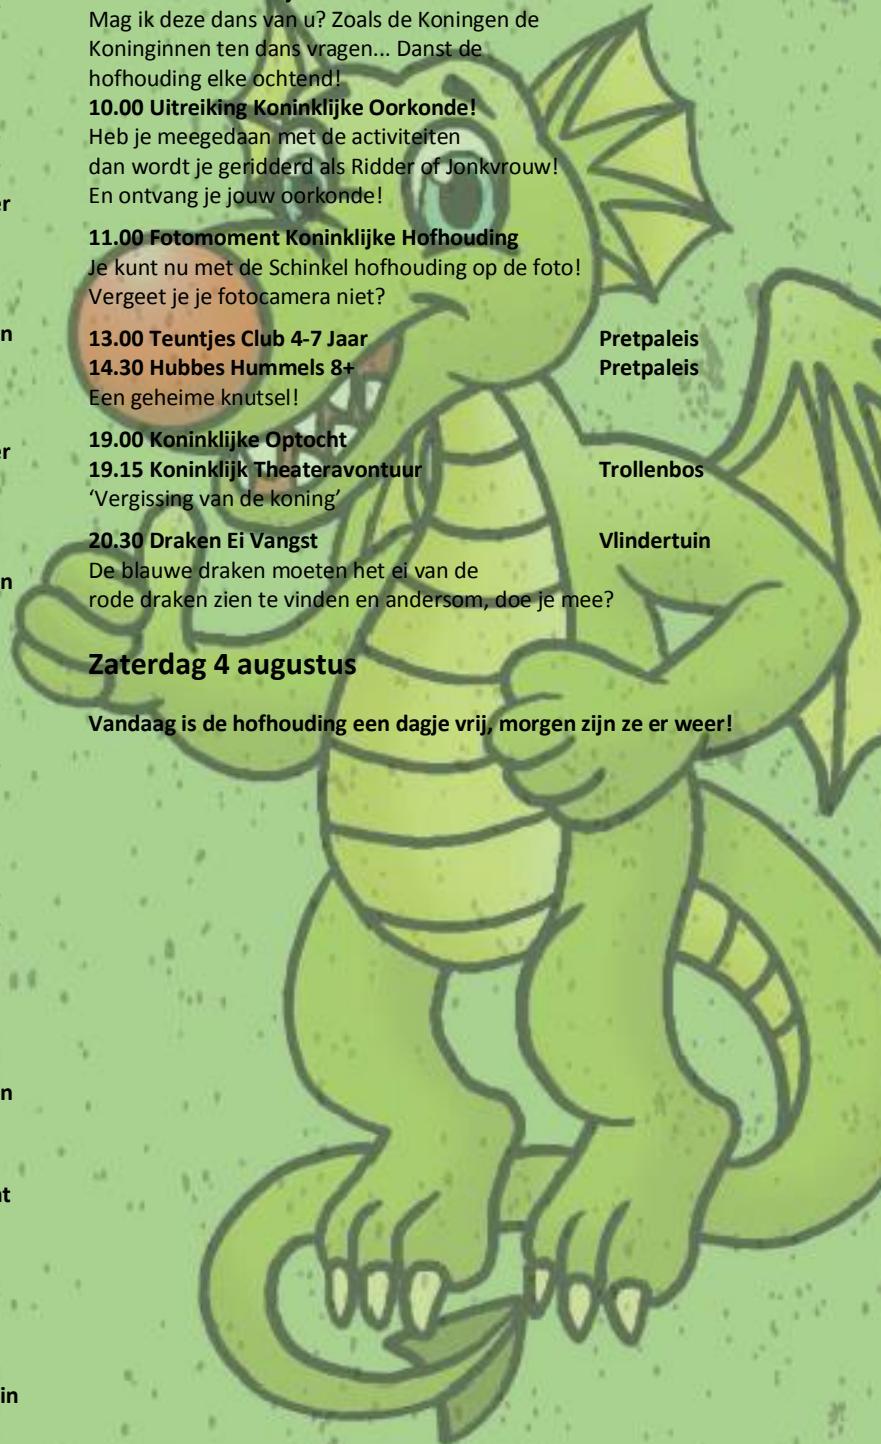 Mag ik deze dans van u? Zoals de Koningen de
Koninginnen ten dans vragen... Danst de
hofhouding elke ochtend!
10.00 Uitreiking Koninklijke Oorkonde!
Heb je meegedaan met de activiteiten
dan wordt je geridderd als Ridder of Jonkvrouw!
En ontvang je jouw oorkonde!
11.00 Fotomoment Koninklijke Hofhouding
Je kunt nu met de Schinkel hofhouding op de foto!
Vergeet je je fotocamera niet?
13.00 Teuntjes Club 4-7 Jaar Pretpaleis
14.30 Hubbes Hummels 8+ Pretpaleis
Een geheime knutsel!
19.00 Koninklijke Optocht
19.15 Koninklijk Theateravontuur Trollenbos
‘Vergissing van de koning’
20.30 Draken Ei Vangst Vlindertuin
De blauwe draken moeten het ei van de
rode draken zien te vinden en andersom, doe je mee?
Zaterdag 4 augustus
Vandaag is de hofhouding een dagje vrij, morgen zijn ze er weer!